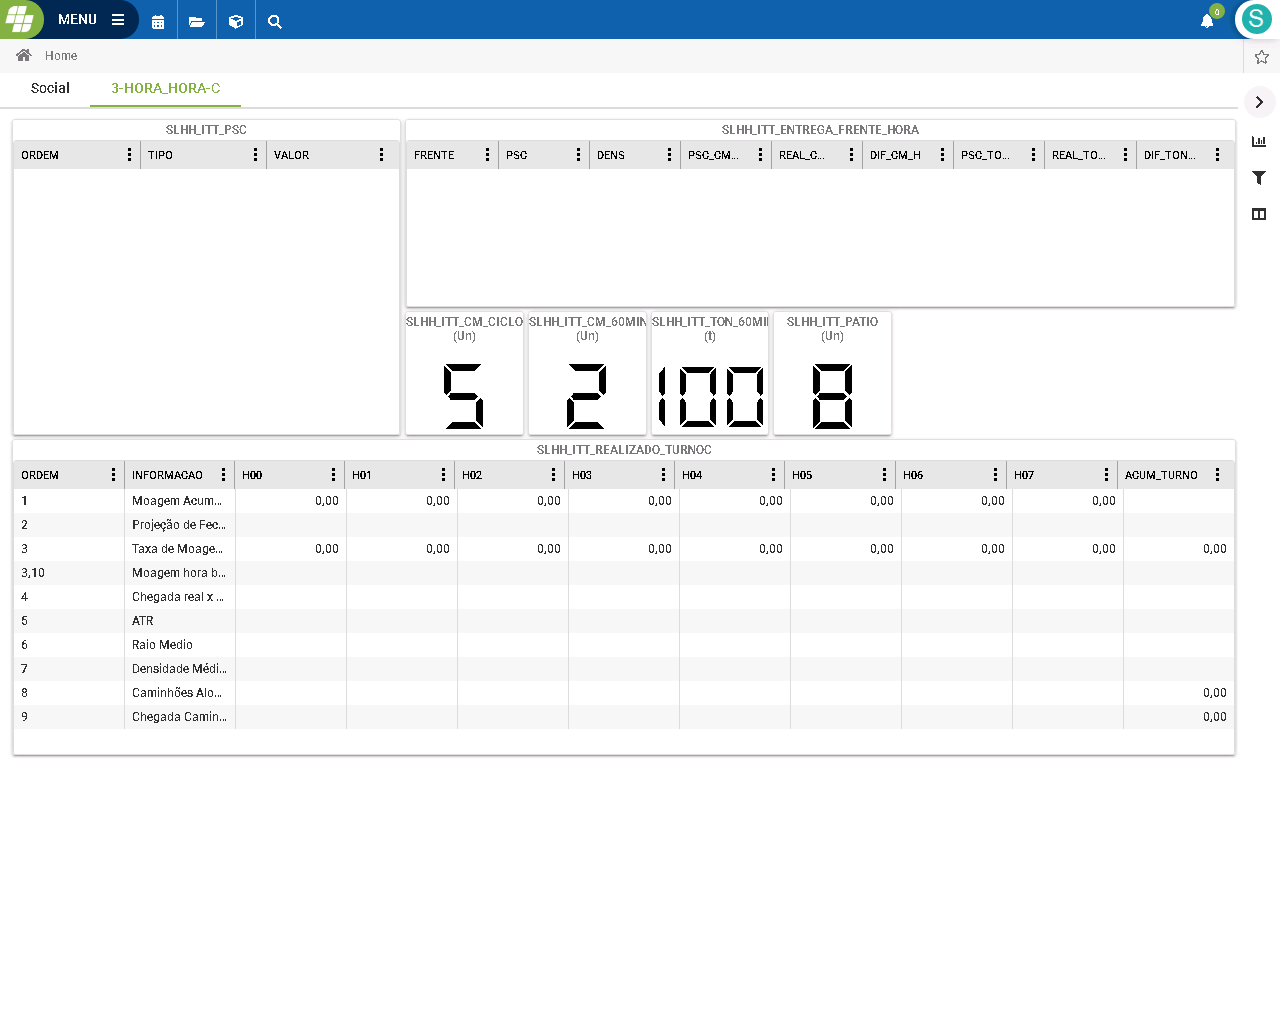 MENU
0
S
Home
Social
3-HORA_HORA-C
SLHH_ITT_PSC
ORDEM TIPO VALOR
SLHH_ITT_ENTREGA_FRENTE_HORA
FRENTE PSC DENS PSC_CM... REAL_C... DIF_CM_H PSC_TO... REAL_TO... DIF_TON...
SLHH_ITT_CM_CICLO
(Un)
5
SLHH_ITT_CM_60MIN
(Un)
2
SLHH_ITT_TON_60MI
(t)
100
SLHH_ITT_PATIO
(Un)
8
SLHH_ITT_REALIZADO_TURNOC
ORDEM INFORMACAO H00 H01 H02 H03 H04 H05 H06 H07 ACUM_TURNO
1 Moagem Acum... 0,00 0,00 0,00 0,00 0,00 0,00 0,00 0,00
2 Projeção de Fec...
3 Taxa de Moage... 0,00 0,00 0,00 0,00 0,00 0,00 0,00 0,00 0,00
3,10 Moagem hora b...
4 Chegada real x ...
5 ATR
6 Raio Medio
7 Densidade Médi...
8 Caminhões Alo... 0,00
9 Chegada Camin... 0,00